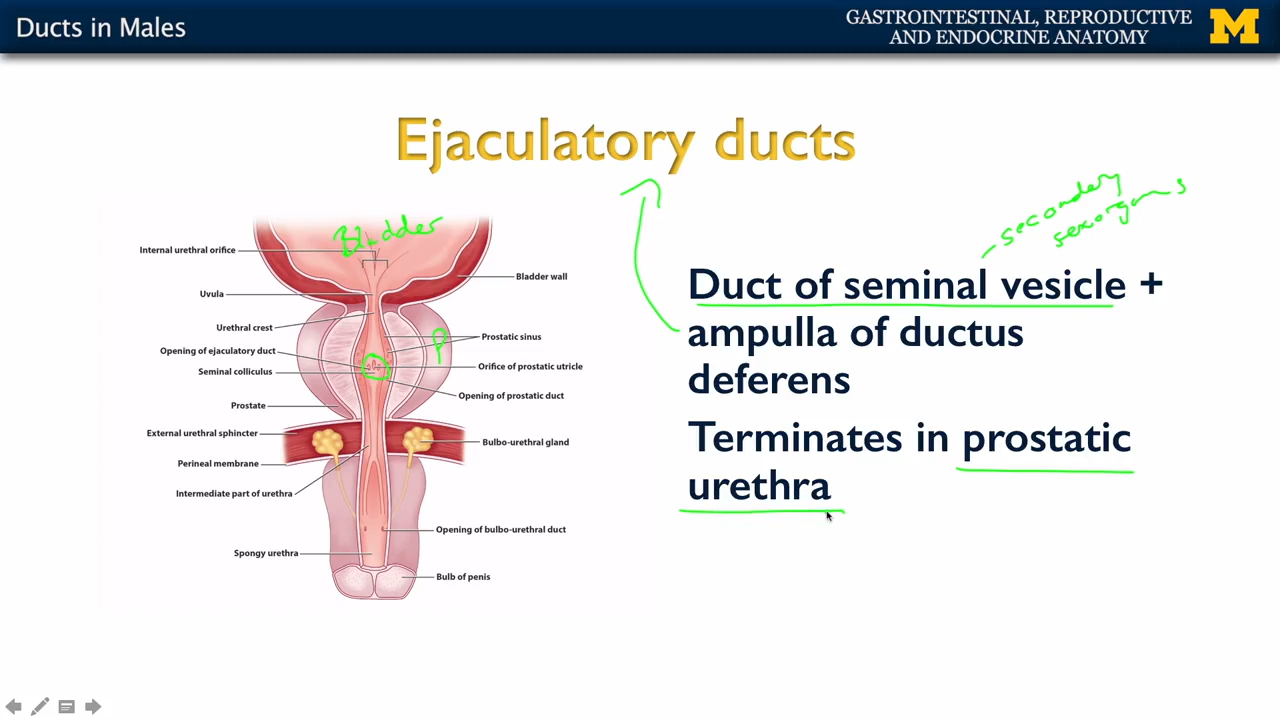 Ducts in Males
GASTROINTESTINAL, REPRODUCTIVE
AND ENDOCRINE ANATOMY
M
Ejaculatory ducts
secondary
sex organs
Bladder
P
Internal urethral orifice
Bladder wall
Uvula
Urethral crest
Prostatic sinus
Opening of ejaculatory duct
Orifice of prostatic utricle
Seminal colliculus
Opening of prostatic duct
Prostate
External urethral sphincter
Bulbo-urethral gland
Perineal membrane
Intermediate part of urethra
Opening of bulbo-urethral duct
Spongy urethra
Bulb of penis
Duct of seminal vesicle +
ampulla of ductus
deferens
Terminates in prostatic
urethra